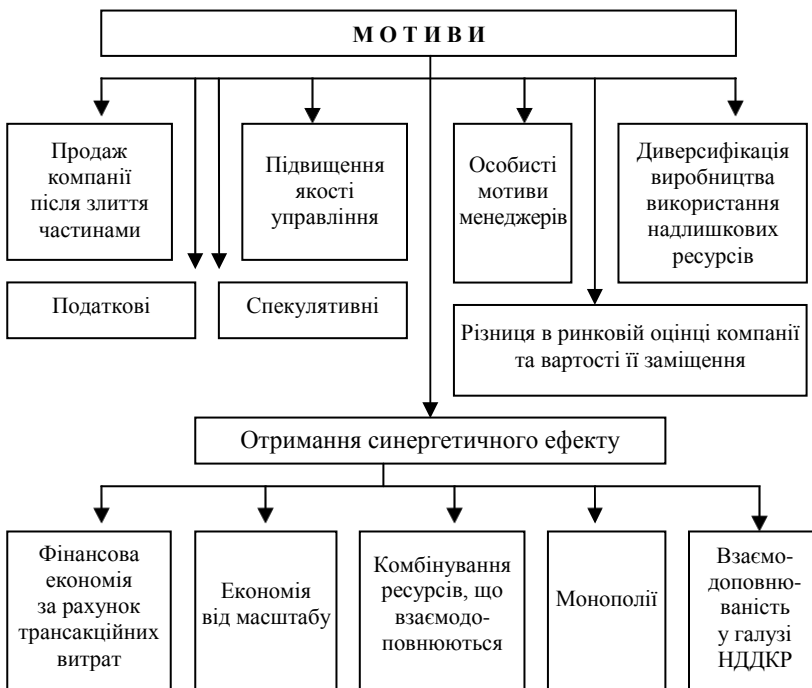 М О Т И В И
Продаж
компанії
після злиття
частинами
Підвищення
якості
управління
Особисті
мотиви
менеджерів
Диверсифікація
виробництва
використання
надлишкових
ресурсів
Податкові
Спекулятивні
Різниця в ринковій оцінці компанії
та вартості її заміщення
Отримання синергетичного ефекту
Фінансова
економія
за рахунок
трансакційних
витрат
Економія
від масштабу
Комбінування
ресурсів, що
взаємодо-
повнюються
Монополії
Взаємо-
доповню-
ваність
у галузі
НДДКР